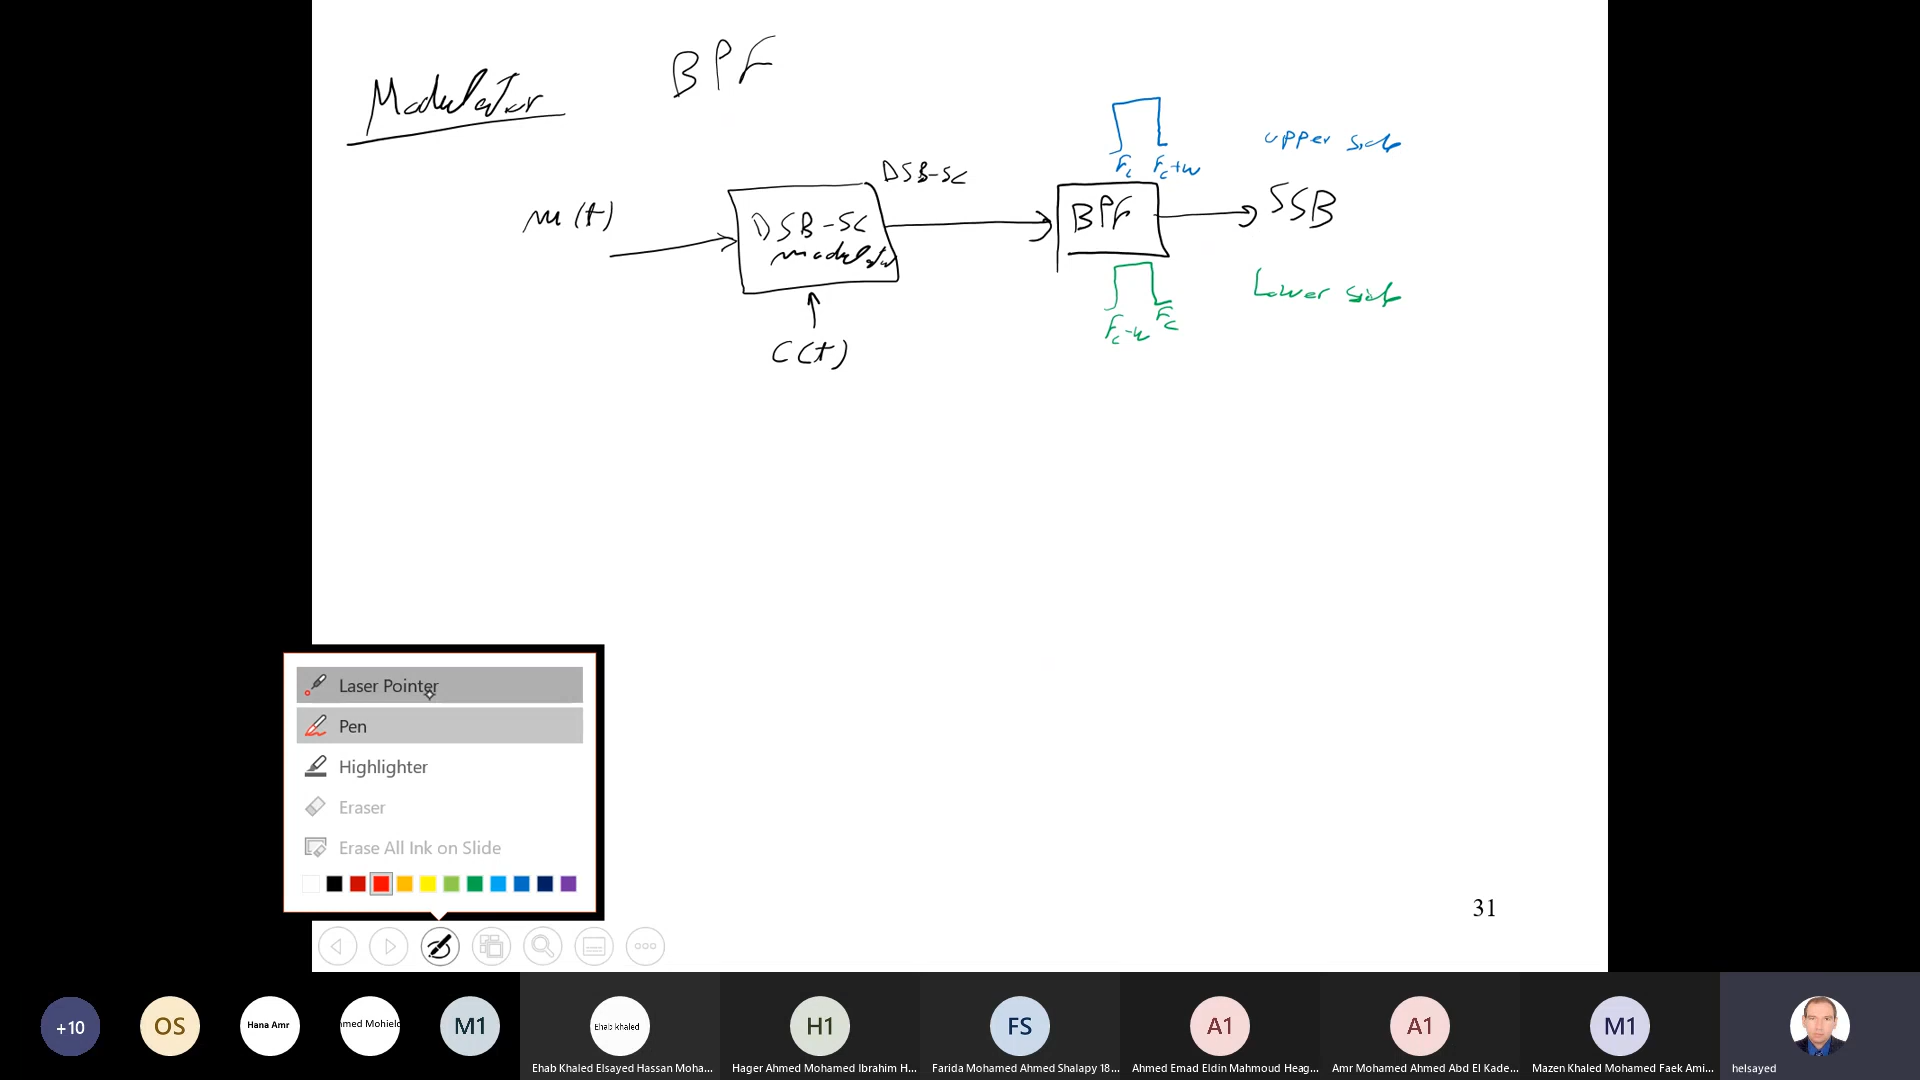 Modulator
BPF
m(t)
DSB-SC
modulator
C(t)
DSB-SC
BPF
Fc Fc+w
Fc-w Fc
SSB
upper side
Lower side
Laser Pointer
Pen
Highlighter
Eraser
Erase All Ink on Slide
31
+10
OS
Hana Amr
hmed Mohield
M1
Ehab khaled
Ehab Khaled Elsayed Hassan Moha...
H1
Hager Ahmed Mohamed Ibrahim H...
FS
Farida Mohamed Ahmed Shalapy 18...
A1
Ahmed Emad Eldin Mahmoud Heag...
A1
Amr Mohamed Ahmed Abd El Kade...
M1
Mazen Khaled Mohamed Faek Ami...
helsayed